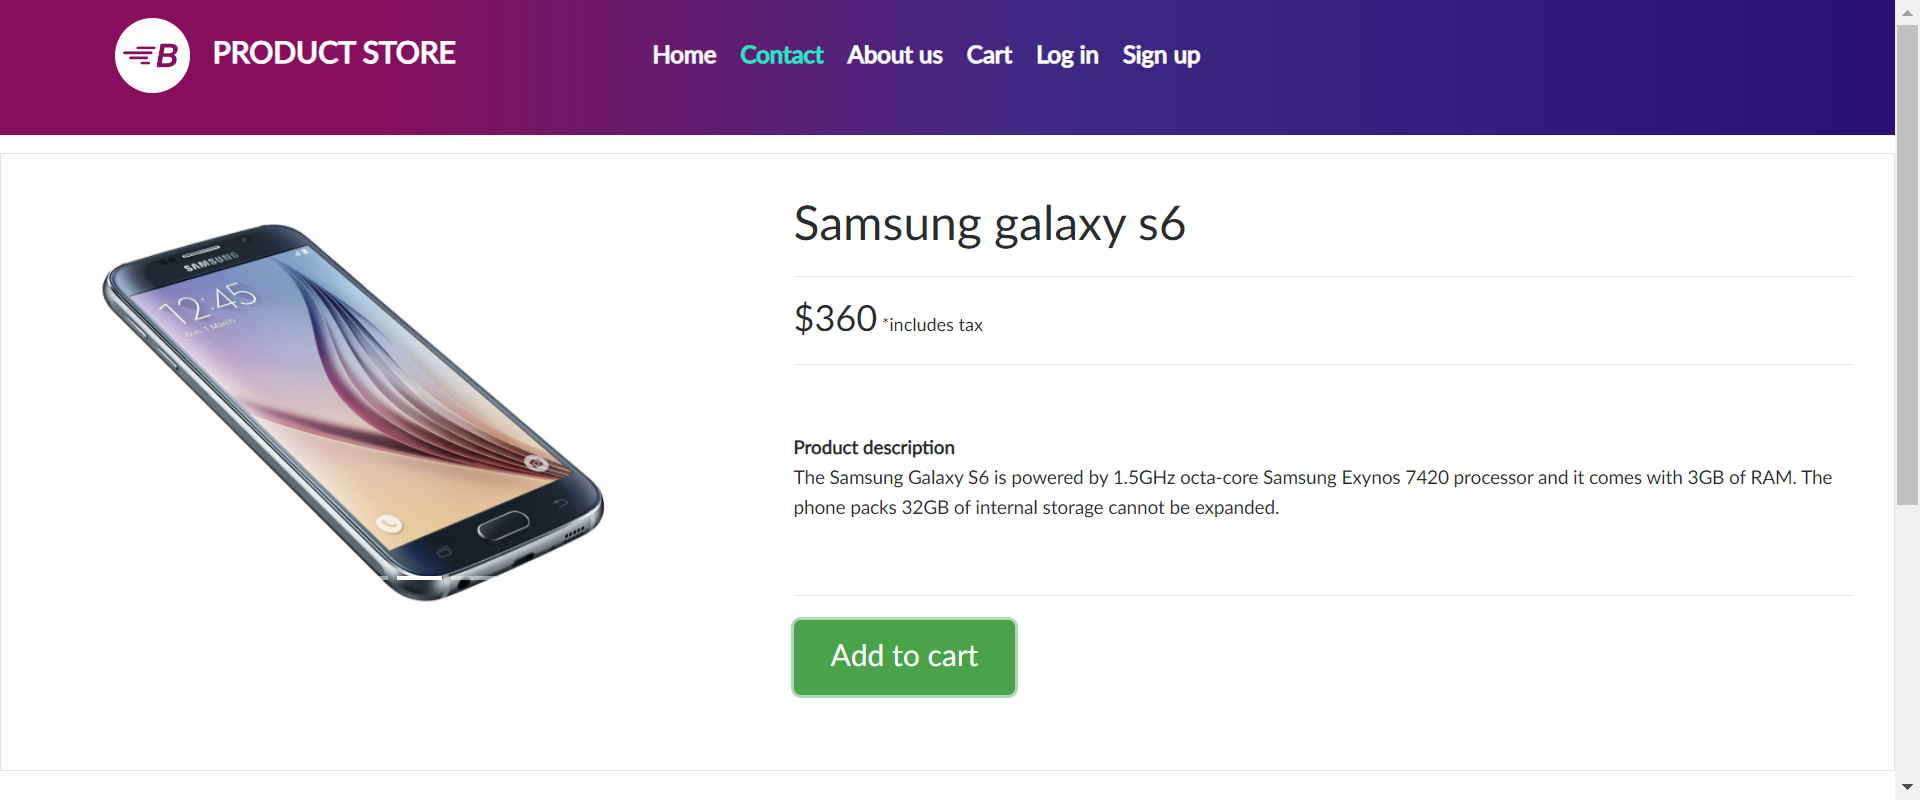 B PRODUCT STORE
Home Contact About us Cart Log in Sign up
Samsung galaxy s6
$360 *includes tax
Product description
The Samsung Galaxy S6 is powered by 1.5GHz octa-core Samsung Exynos 7420 processor and it comes with 3GB of RAM. The
phone packs 32GB of internal storage cannot be expanded.
Add to cart
SAMSUNG
12:45
Sun, 1 March